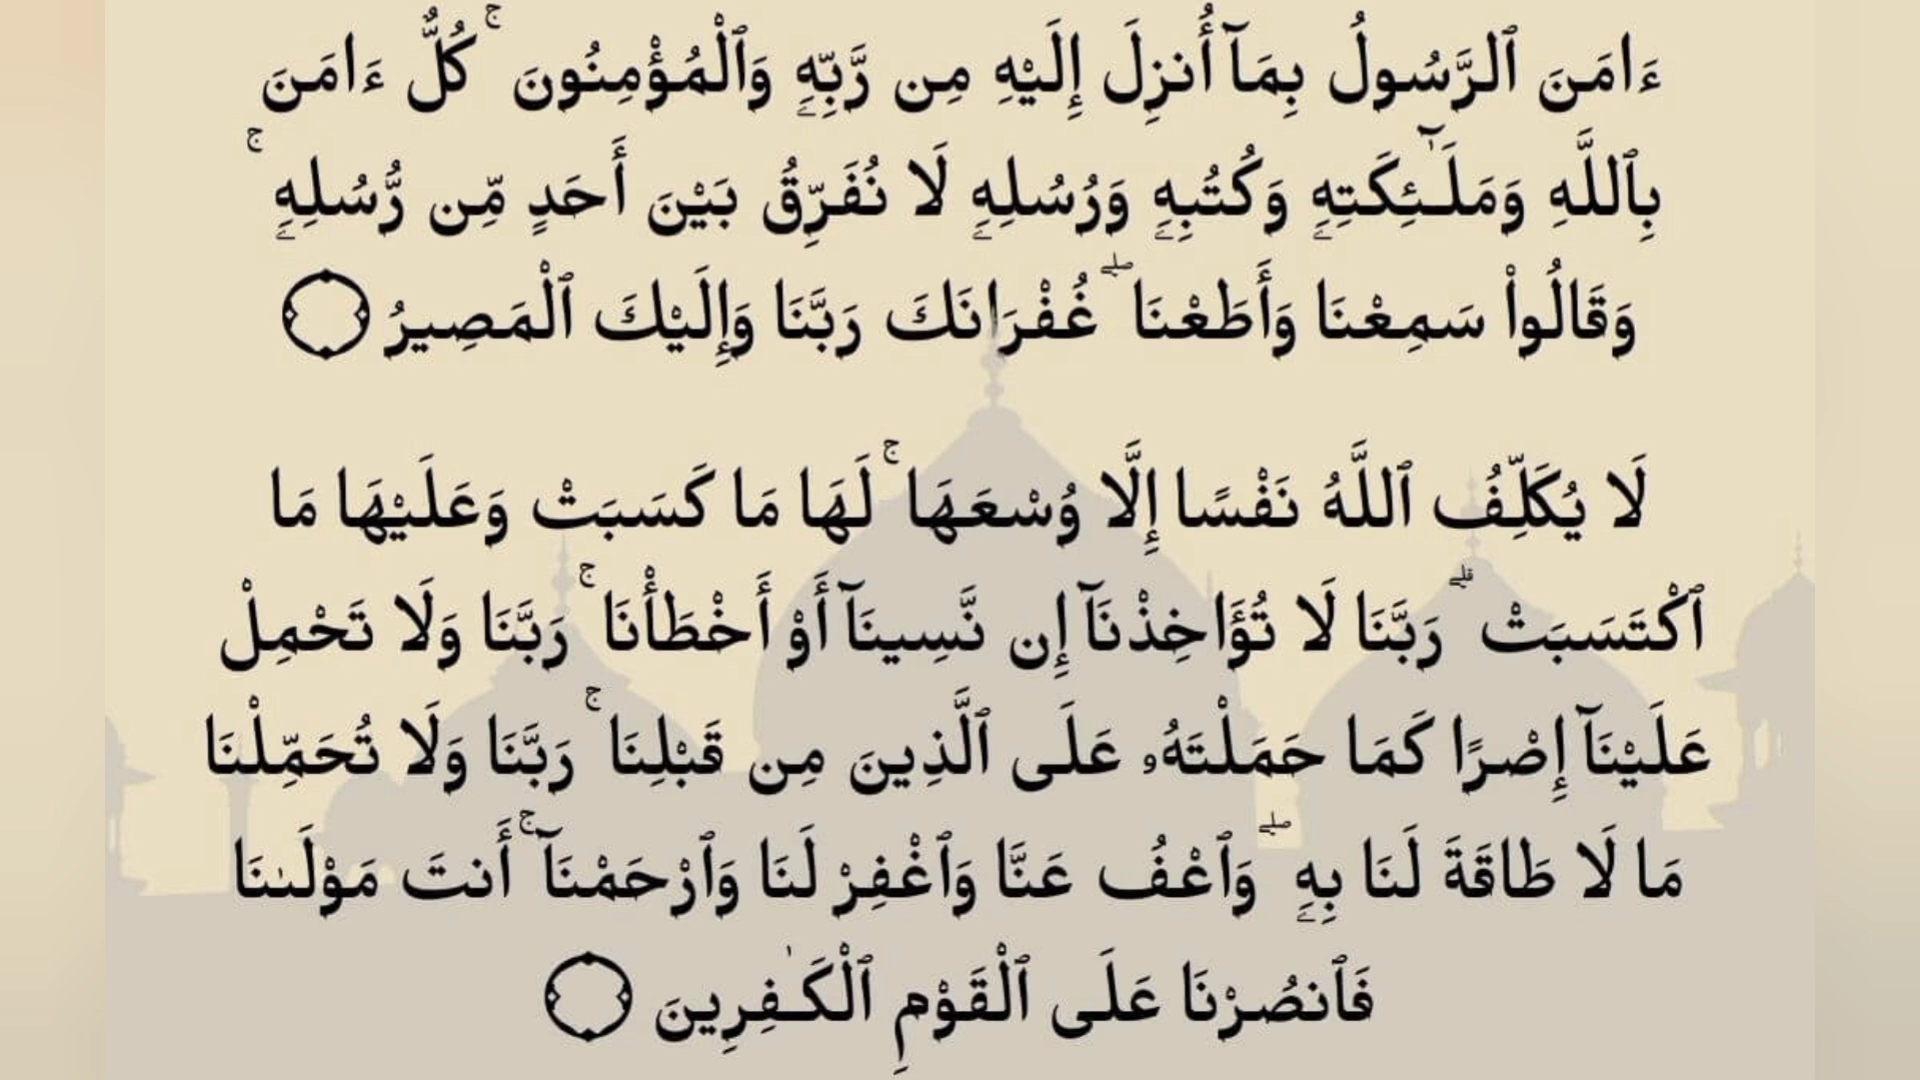 ءَامَنَ ٱلرَّسُولُ بِمَآ أُنزِلَ إِلَيْهِ مِن رَّبِّهِۦ وَٱلْمُؤْمِنُونَ ۚ كُلٌّ ءَامَنَ
بِٱللَّهِ وَمَلَـٰٓئِكَتِهِۦ وَكُتُبِهِۦ وَرُسُلِهِۦ لَا نُفَرِّقُ بَيْنَ أَحَدٍ مِّن رُّسُلِهِۦ ۚ
وَقَالُوا۟ سَمِعْنَا وَأَطَعْنَا ۖ غُفْرَانَكَ رَبَّنَا وَإِلَيْكَ ٱلْمَصِيرُ ۝
لَا يُكَلِّفُ ٱللَّهُ نَفْسًا إِلَّا وُسْعَهَا ۚ لَهَا مَا كَسَبَتْ وَعَلَيْهَا مَا
ٱكْتَسَبَتْ ۗ رَبَّنَا لَا تُؤَاخِذْنَآ إِن نَّسِينَآ أَوْ أَخْطَأْنَا ۚ رَبَّنَا وَلَا تَحْمِلْ
عَلَيْنَآ إِصْرًا كَمَا حَمَلْتَهُۥ عَلَى ٱلَّذِينَ مِن قَبْلِنَا ۚ رَبَّنَا وَلَا تُحَمِّلْنَا
مَا لَا طَاقَةَ لَنَا بِهِۦ ۖ وَٱعْفُ عَنَّا وَٱغْفِرْ لَنَا وَٱرْحَمْنَآ ۚ أَنتَ مَوْلَىٰنَا
فَٱنصُرْنَا عَلَى ٱلْقَوْمِ ٱلْكَـٰفِرِينَ ۝